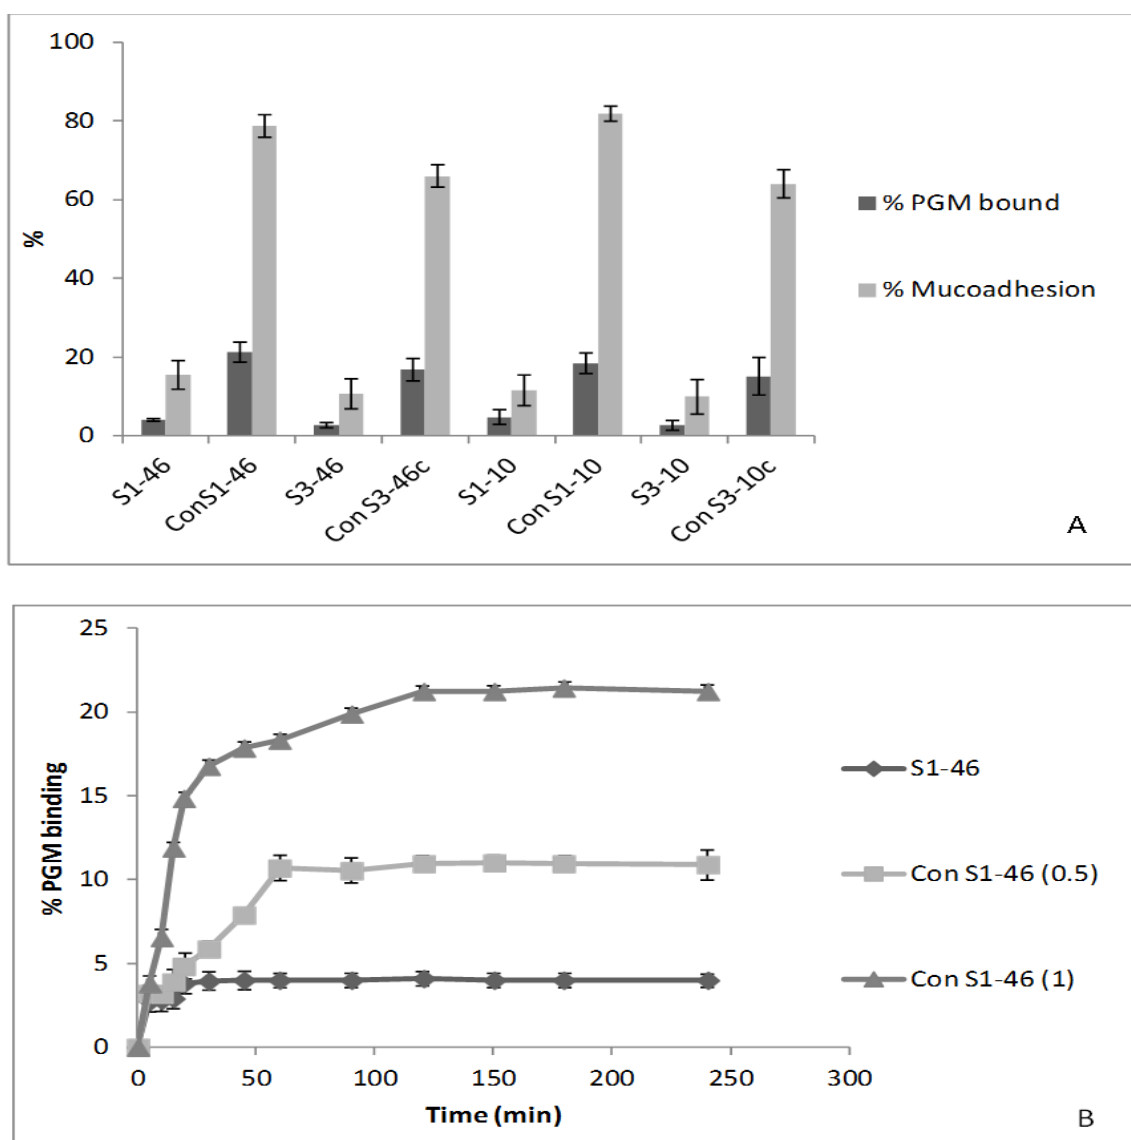 100
80
60
40
20
0
%
S1-46
ConS1-46
S3-46
Con S3-46c
S1-10
Con S1-10
S3-10
Con S3-10c
% PGM bound
% Mucoadhesion
A
25
20
15
10
5
0
% PGM binding
0 50 100 150 200 250 300
Time (min)
S1-46
Con S1-46 (0.5)
Con S1-46 (1)
B